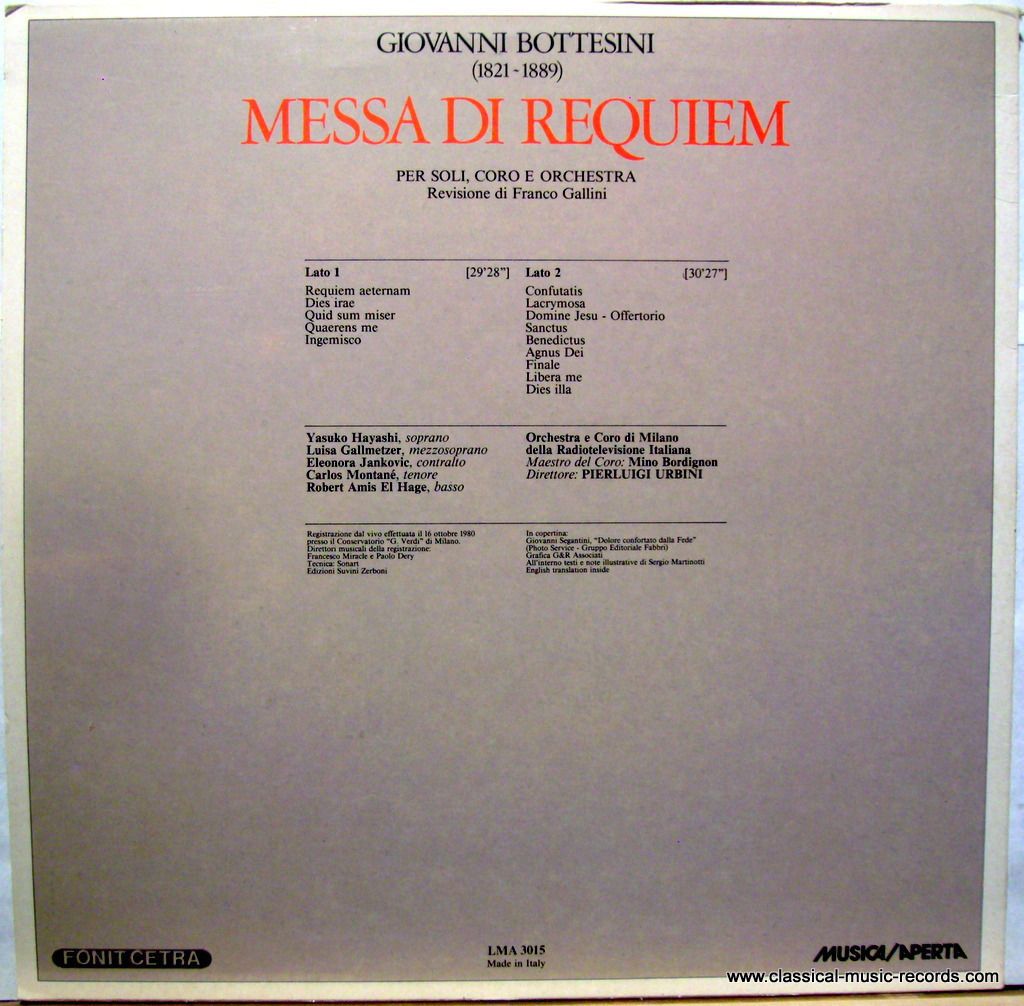 GIOVANNI BOTTESINI
(1821 - 1889)
MESSA DI REQUIEM
PER SOLI, CORO E ORCHESTRA
Revisione di Franco Gallini
Lato 1 [29'28"]
Requiem aeternam
Dies irae
Quid sum miser
Quaerens me
Ingemisco
Lato 2 [30'27"]
Confutatis
Lacrymosa
Domine Jesu - Offertorio
Sanctus
Benedictus
Agnus Dei
Finale
Libera me
Dies illa
Yasuko Hayashi, soprano
Luisa Gallmetzer, mezzosoprano
Eleonora Jankovic, contralto
Carlos Montané, tenore
Robert Amis El Hage, basso
Orchestra e Coro di Milano
della Radiotelevisione Italiana
Maestro del Coro: Mino Bordignon
Direttore: PIERLUIGI URBINI
Registrazione dal vivo effettuata il 16 ottobre 1980
presso il Conservatorio "G. Verdi" di Milano.
Direttori musicali della registrazione:
Francesco Miracle e Paolo Dery
Tecnica: Sonart
Edizioni Suvini Zerboni
In copertina:
Giovanni Segantini, "Dolore confortato dalla Fede"
(Photo Service - Gruppo Editoriale Fabbri)
Grafica G&R Associati
All'interno testi e note illustrative di Sergio Martinotti
English translation inside
FONIT CETRA
LMA 3015
Made in Italy
MUSICA/APERTA
www.classical-music-records.com